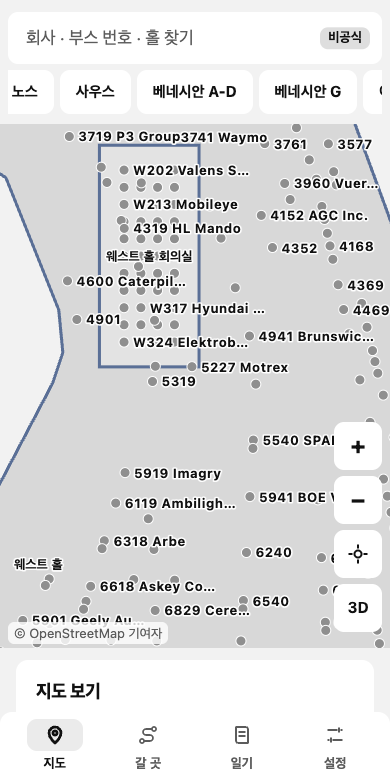 회사 · 부스 번호 · 홀 찾기
비공식
노스
사우스
베네시안 A-D
베네시안 G
3719 P3 Group
3741 Waymo
3761
3577
W202 Valens S...
3960 Vuer...
W213 Mobileye
4152 AGC Inc.
4319 HL Mando
4352
4168
웨스트 홀 회의실
4600 Caterpil...
4369
W317 Hyundai ...
4469
4901
4941 Brunswic...
W324 Elektrob...
5227 Motrex
5319
5540
5919 Imagry
5941 BOE
6119 Ambiligh...
6318 Arbe
6240
웨스트 홀
6618 Askey Co...
6540
6829 Cere...
5901 Geely Au...
+
−
3D
© OpenStreetMap 기여자
지도 보기
지도
갈 곳
일기
설정